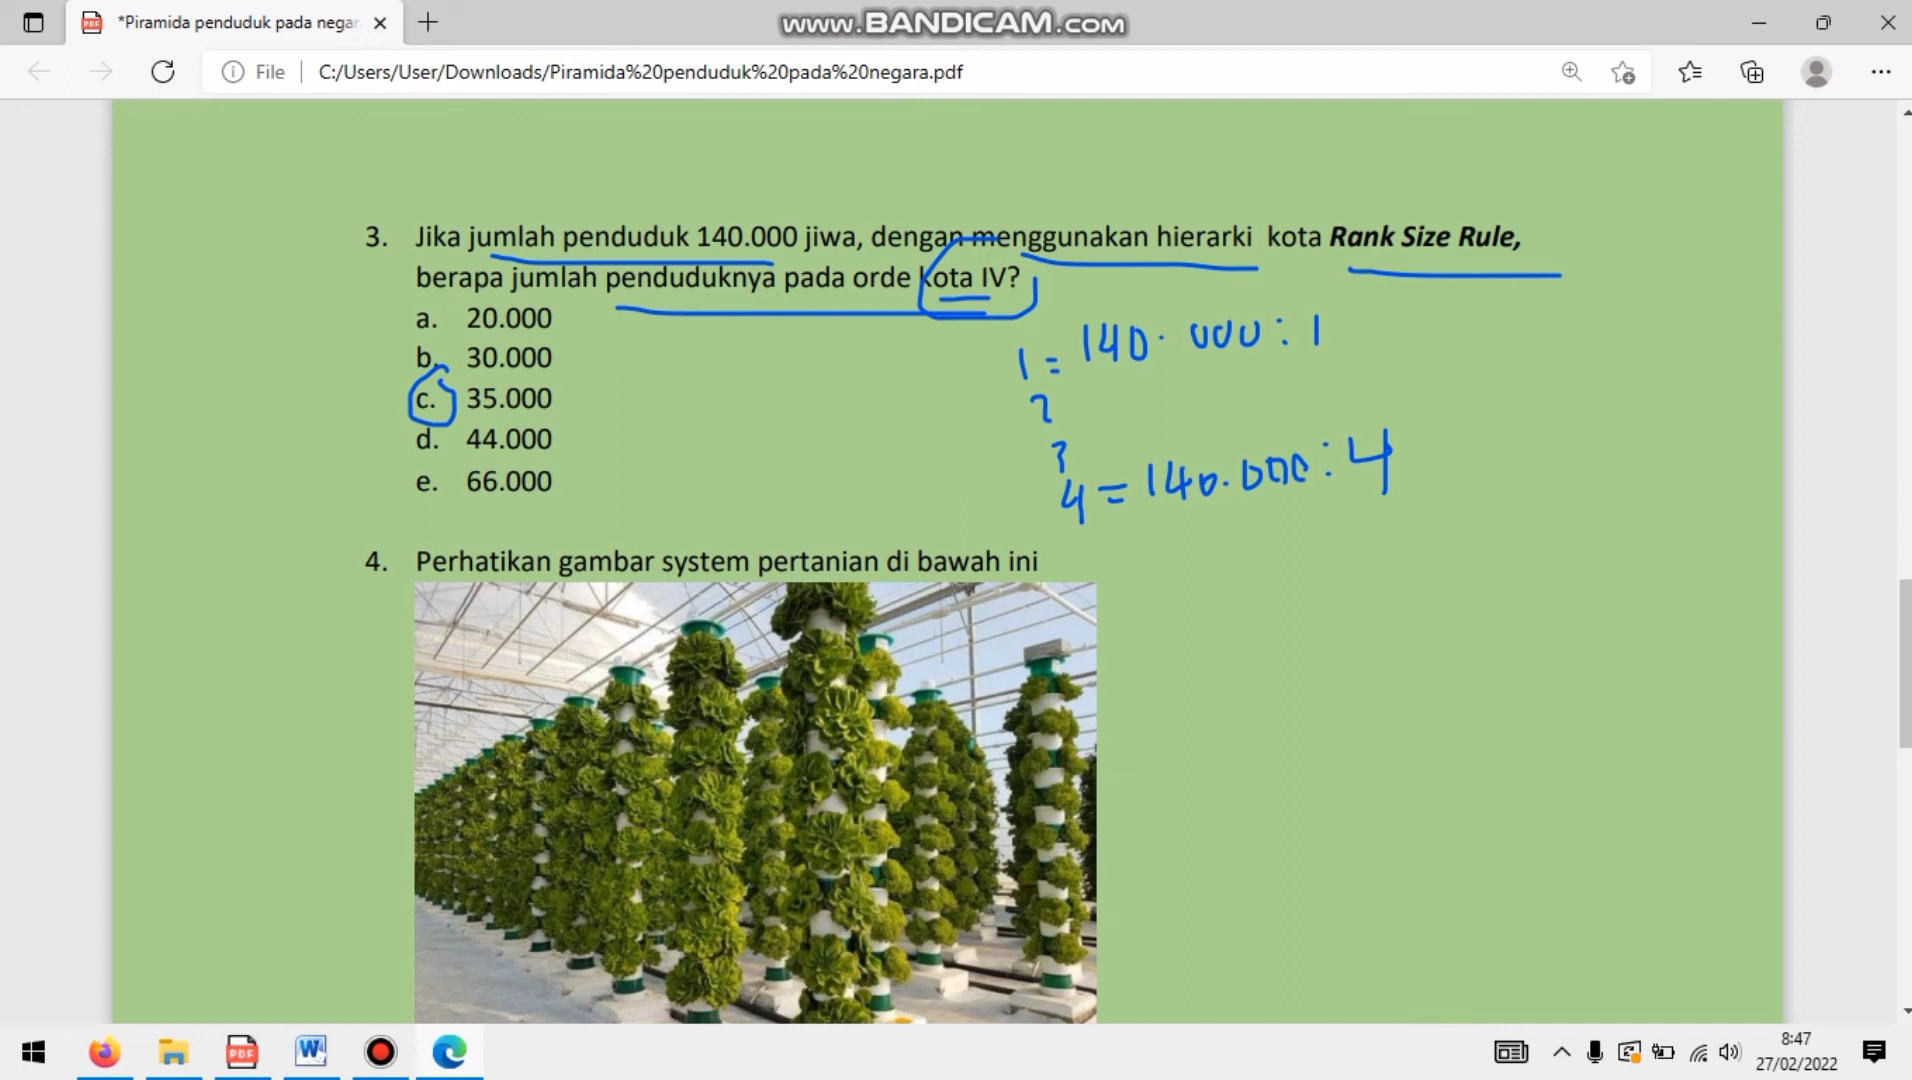 *Piramida penduduk pada negar
www.BANDICAM.com
File
C:/Users/User/Downloads/Piramida%20penduduk%20pada%20negara.pdf
3. Jika jumlah penduduk 140.000 jiwa, dengan menggunakan hierarki kota Rank Size Rule,
berapa jumlah penduduknya pada orde kota IV?
a. 20.000
b. 30.000
c. 35.000
d. 44.000
e. 66.000
1 = 140.000 : 1
2
3
4 = 140.000 : 4
4. Perhatikan gambar system pertanian di bawah ini
PDF
W
8:47
27/02/2022